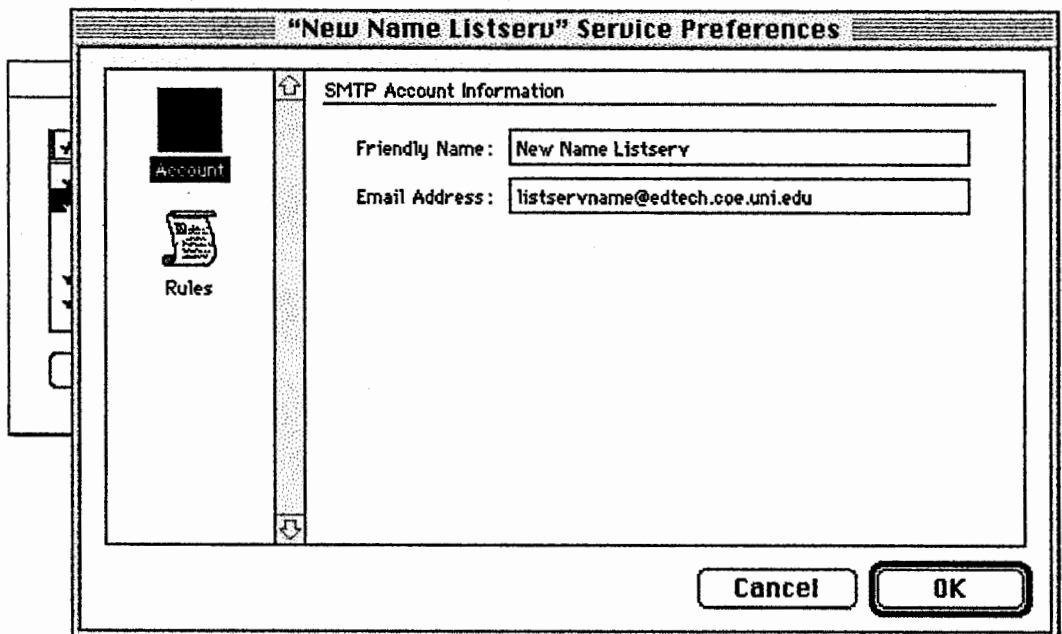 “New Name Listserv” Service Preferences
SMTP Account Information
Account
Friendly Name: New Name Listserv
Email Address: listservname@edtech.coe.uni.edu
Rules
Cancel OK